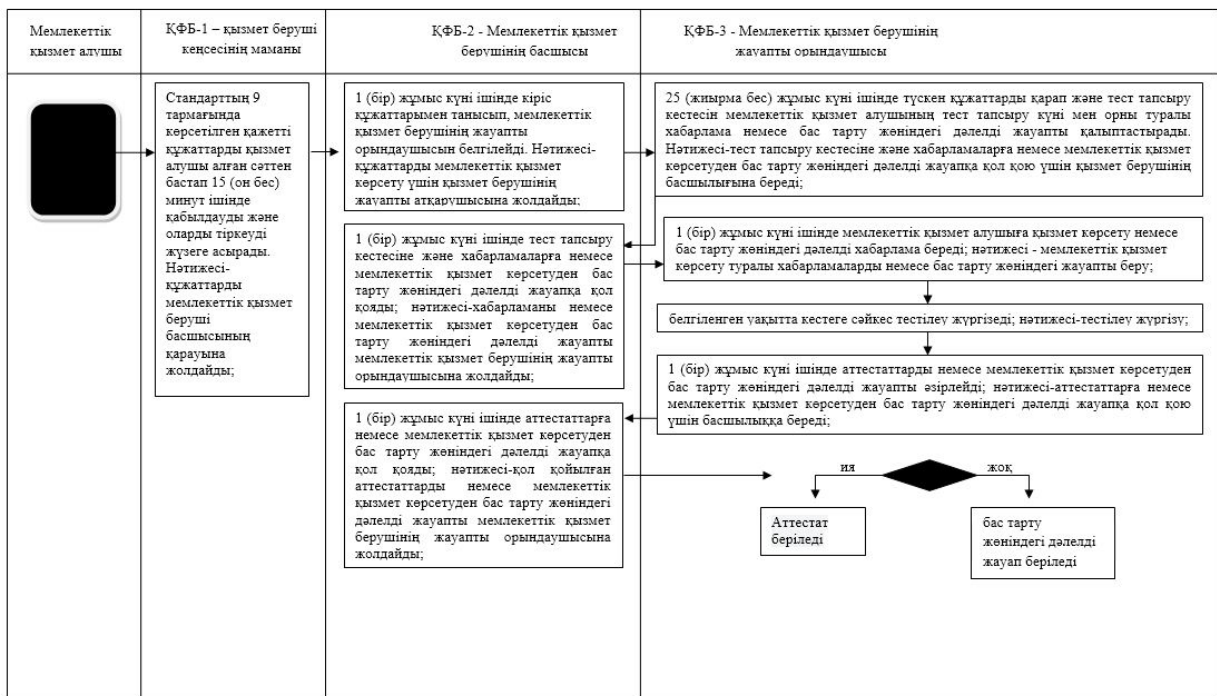 Мемлекеттік
қызмет алушы
ҚФБ-1 – қызмет беруші
кеңсесінің маманы
ҚФБ-2 - Мемлекеттік қызмет
берушінің басшысы
ҚФБ-3 - Мемлекеттік қызмет берушінің
жауапты орындаушысы
Стандарттың 9
тармағында
көрсетілген қажетті
құжаттарды қызмет
алушы алған сәттен
бастап 15 (он бес)
минут ішінде
қабылдауды және
оларды тіркеуді
жүзеге асырады.
Нәтижесі-
құжаттарды
мемлекеттік қызмет
беруші
басшысының
қарауына
жолдайды;
1 (бір) жұмыс күні ішінде кіріс
құжаттарымен танысып, мемлекеттік
қызмет берушінің жауапты
орындаушысын белгілейді. Нәтижесі-
құжаттарды мемлекеттік қызмет
көрсету үшін қызмет берушінің
жауапты атқарушысына жолдайды;
25 (жиырма бес) жұмыс күні ішінде түскен құжаттарды қарап және тест тапсыру
кестесін мемлекеттік қызмет алушының тест тапсыру күні мен орны туралы
хабарлама немесе бас тарту жөніндегі дәлелді жауапты қалыптастырады.
Нәтижесі-тест тапсыру кестесіне және хабарламаларға немесе мемлекеттік қызмет
көрсетуден бас тарту жөніндегі дәлелді жауапқа қол қою үшін қызмет берушінің
басшылығына береді;
1 (бір) жұмыс күні ішінде тест тапсыру
кестесіне және хабарламаларға немесе
мемлекеттік қызмет көрсетуден бас
тарту жөніндегі дәлелді жауапқа қол
қояды; нәтижесі-хабарламаны немесе
мемлекеттік қызмет көрсетуден бас
тарту жөніндегі дәлелді жауапты
мемлекеттік қызмет берушінің жауапты
орындаушысына жолдайды;
1 (бір) жұмыс күні ішінде мемлекеттік қызмет алушыға қызмет көрсету немесе
бас тарту жөніндегі дәлелді хабарлама береді; нәтижесі - мемлекеттік қызмет
көрсету туралы хабарламаларды немесе бас тарту жөніндегі жауапты беру;
белгіленген уақытта кестеге сәйкес тестілеу жүргізеді; нәтижесі-тестілеу жүргізу;
1 (бір) жұмыс күні ішінде аттестаттарды немесе мемлекеттік қызмет көрсетуден
бас тарту жөніндегі дәлелді жауапты әзірлейді; нәтижесі-аттестаттарға немесе
мемлекеттік қызмет көрсетуден бас тарту жөніндегі дәлелді жауапқа қол қою
үшін басшылыққа береді;
1 (бір) жұмыс күні ішінде аттестаттарға
немесе мемлекеттік қызмет көрсетуден
бас тарту жөніндегі дәлелді жауапқа
қол қояды; нәтижесі-қол қойылған
аттестаттарды немесе мемлекеттік
қызмет көрсетуден бас тарту жөніндегі
дәлелді жауапты мемлекеттік қызмет
берушінің жауапты орындаушысына
жолдайды;
ия
жоқ
Аттестат
беріледі
бас тарту
жөніндегі дәлелді
жауап беріледі